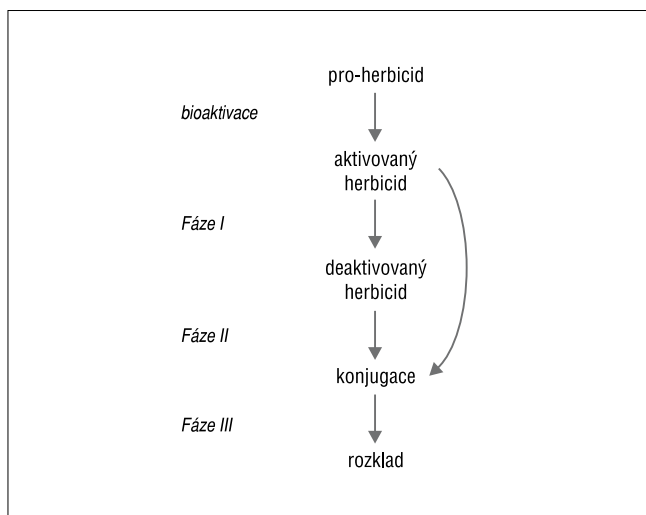 pro-herbicid
bioaktivace
aktivovaný
herbicid
Fáze I
deaktivovaný
herbicid
Fáze II
konjugace
Fáze III
rozklad